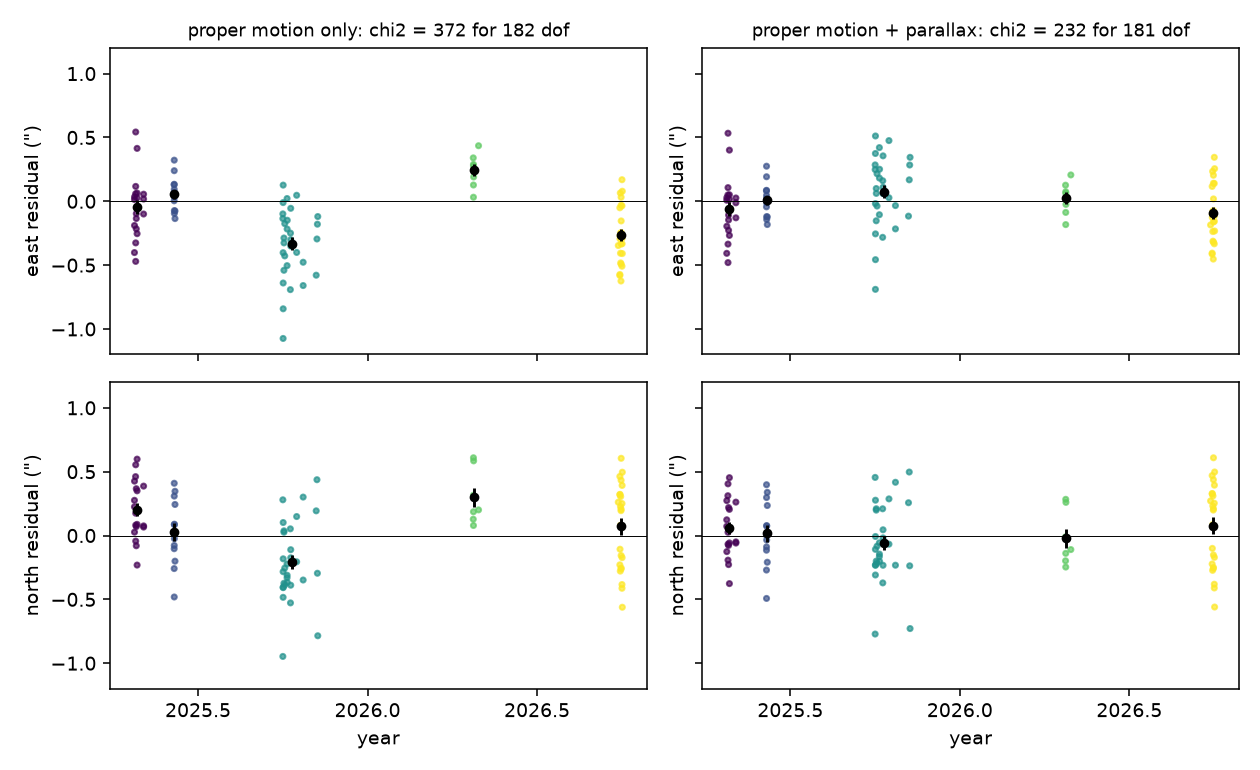 proper motion only: chi2 = 372 for 182 dof
proper motion + parallax: chi2 = 232 for 181 dof
1.0
0.5
0.0
−0.5
−1.0
east residual (")
east residual (")
1.0
0.5
0.0
−0.5
−1.0
north residual (")
north residual (")
2025.5 2026.0 2026.5
year
2025.5 2026.0 2026.5
year